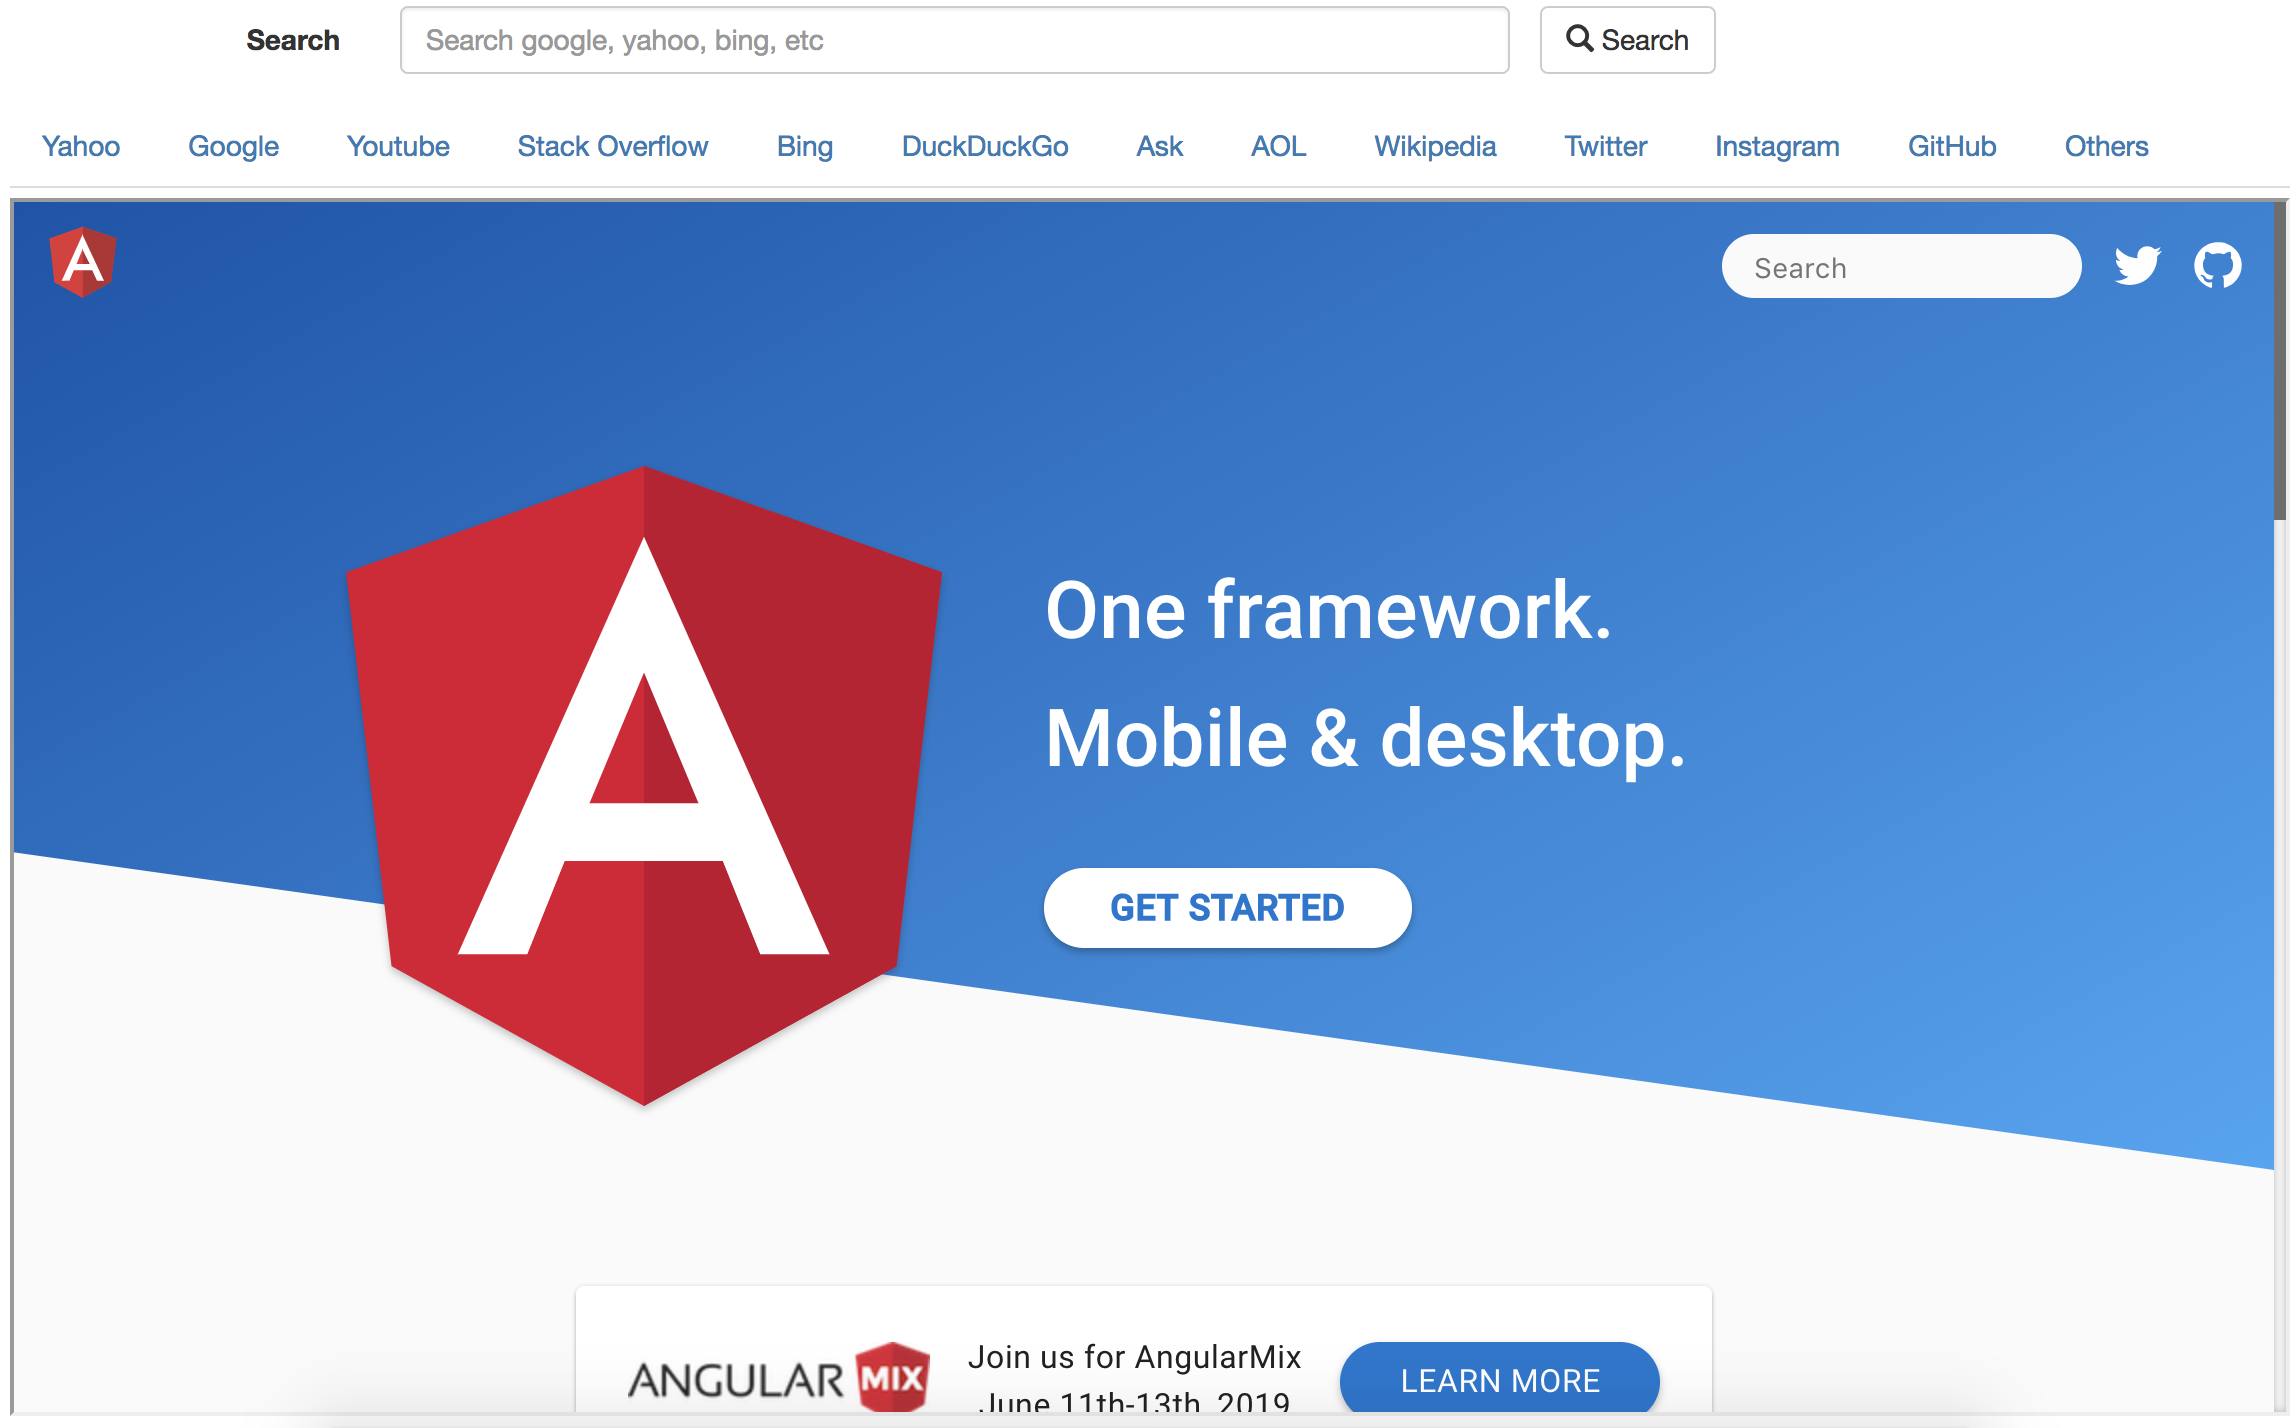 Search Search google, yahoo, bing, etc Search
Yahoo Google Youtube Stack Overflow Bing DuckDuckGo Ask AOL Wikipedia Twitter Instagram GitHub Others
A Search
A
One framework.
Mobile & desktop.
GET STARTED
ANGULAR MIX
Join us for AngularMix
June 11th-13th, 2019
LEARN MORE